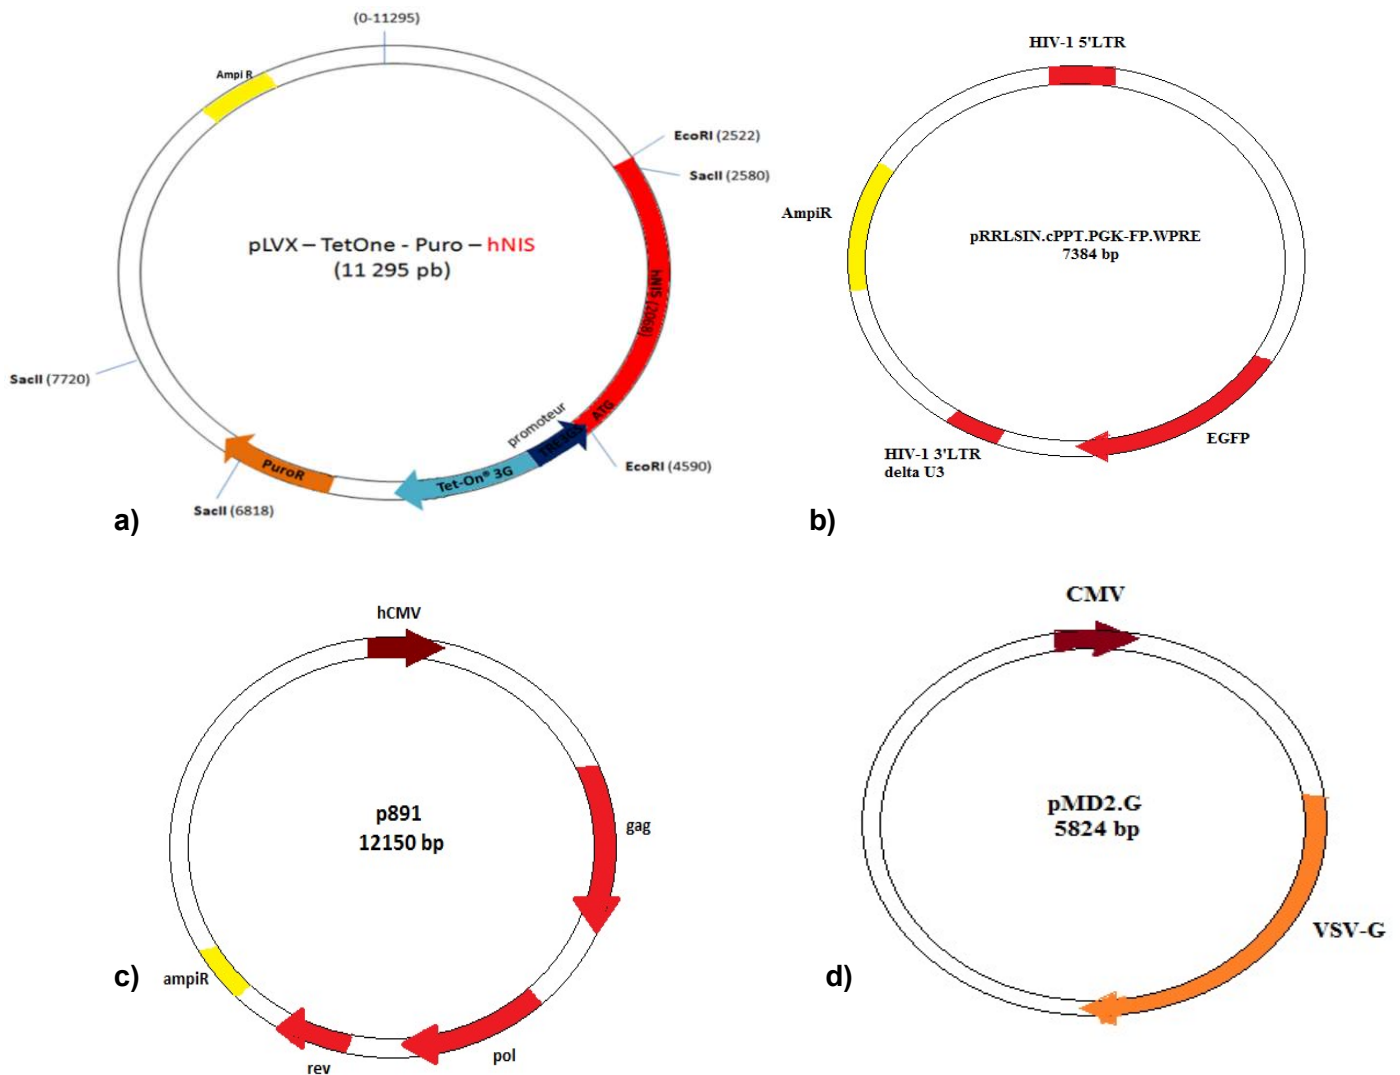 (0-11295)
Ampi R
EcoRI (2522)
SacII (2580)
pLVX – TetOne - Puro – hNIS
(11 295 pb)
hNIS (2068)
SacII (7720)
promoteur
ATG
TRE3GS
EcoRI (4590)
Tet-On® 3G
PuroR
SacII (6818)
a)
HIV-1 5'LTR
AmpiR
pRRLSIN.cPPT.PGK-FP.WPRE
7384 bp
EGFP
HIV-1 3'LTR
delta U3
b)
hCMV
p891
12150 bp
gag
ampiR
rev
pol
c)
CMV
pMD2.G
5824 bp
VSV-G
d)